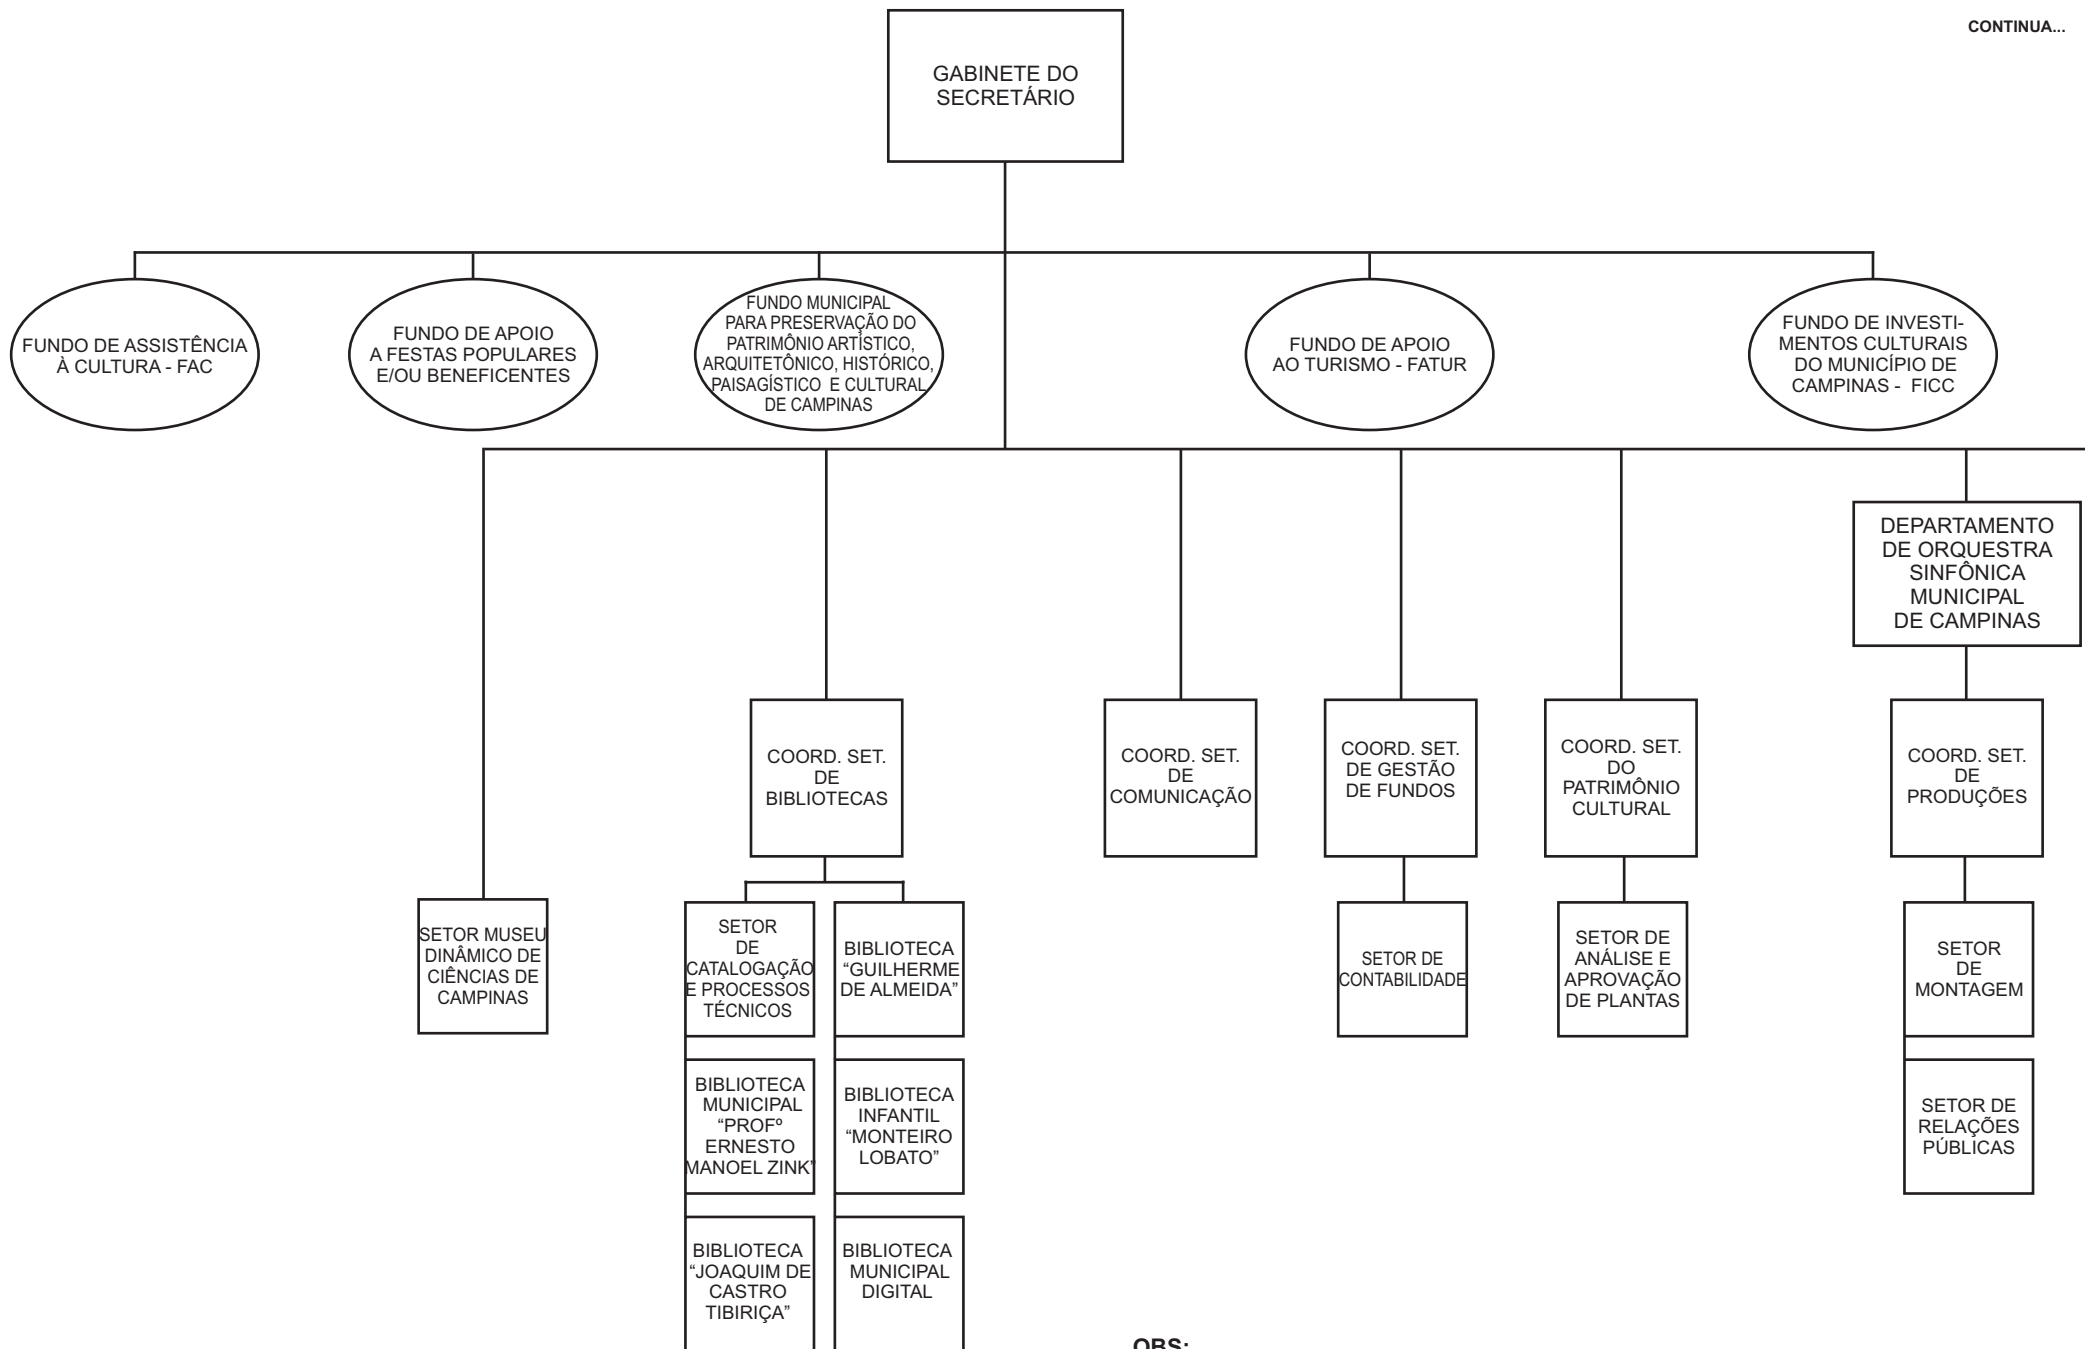 CONTINUA...
GABINETE DO
SECRETÁRIO
FUNDO DE ASSISTÊNCIA
À CULTURA - FAC
FUNDO DE APOIO
A FESTAS POPULARES
E/OU BENEFICENTES
FUNDO MUNICIPAL
PARA PRESERVAÇÃO DO
PATRIMÔNIO ARTÍSTICO,
ARQUITETÔNICO, HISTÓRICO,
PAISAGÍSTICO E CULTURAL
DE CAMPINAS
FUNDO DE APOIO
AO TURISMO - FATUR
FUNDO DE INVESTI-
MENTOS CULTURAIS
DO MUNICÍPIO DE
CAMPINAS - FICC
DEPARTAMENTO
DE ORQUESTRA
SINFÔNICA
MUNICIPAL
DE CAMPINAS
COORD. SET.
DE
BIBLIOTECAS
COORD. SET.
DE
COMUNICAÇÃO
COORD. SET.
DE GESTÃO
DE FUNDOS
COORD. SET.
DO
PATRIMÔNIO
CULTURAL
COORD. SET.
DE
PRODUÇÕES
SETOR MUSEU
DINÂMICO DE
CIÊNCIAS DE
CAMPINAS
SETOR
DE
CATALOGAÇÃO
E PROCESSOS
TÉCNICOS
BIBLIOTECA
“GUILHERME
DE ALMEIDA”
SETOR DE
CONTABILIDADE
SETOR DE
ANÁLISE E
APROVAÇÃO
DE PLANTAS
SETOR
DE
MONTAGEM
BIBLIOTECA
MUNICIPAL
“PROFº
ERNESTO
MANOEL ZINK”
BIBLIOTECA
INFANTIL
“MONTEIRO
LOBATO”
SETOR DE
RELAÇÕES
PÚBLICAS
BIBLIOTECA
“JOAQUIM DE
CASTRO
TIBIRIÇA”
BIBLIOTECA
MUNICIPAL
DIGITAL
OBS: